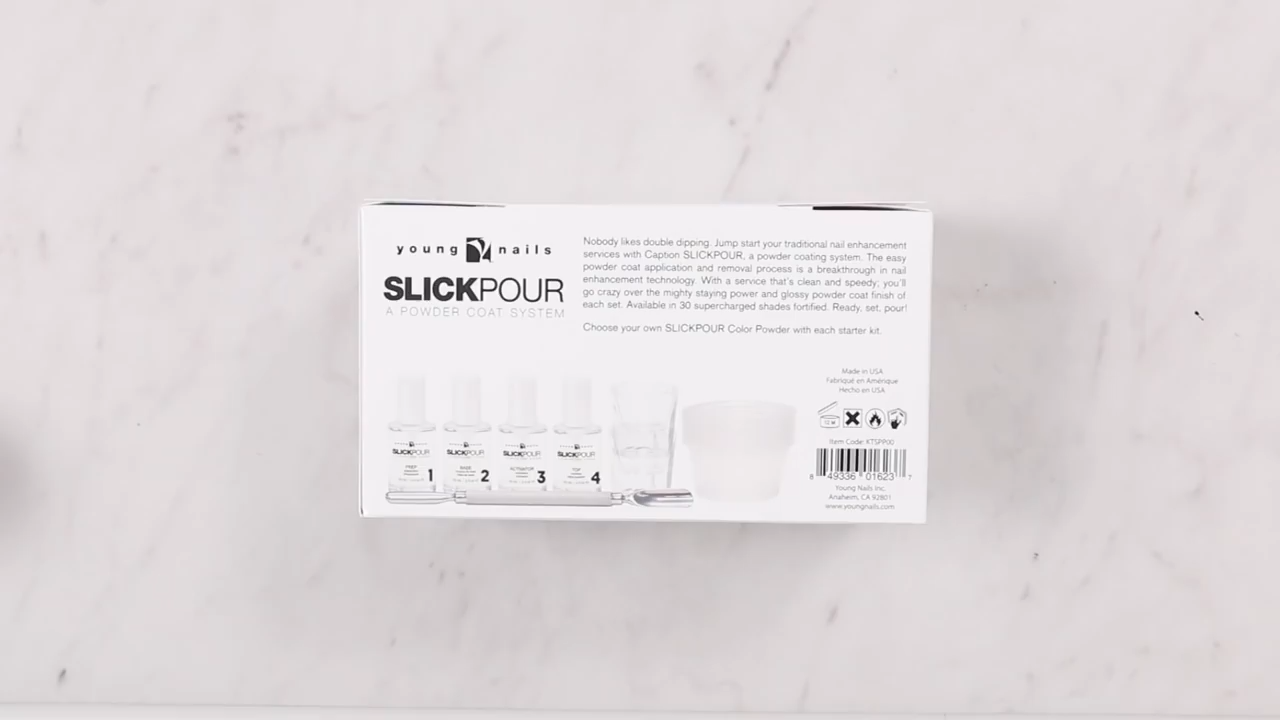 young nails
SLICKPOUR
A POWDER COAT SYSTEM
Nobody likes double dipping. Jump start your traditional nail enhancement
services with Caption SLICKPOUR, a powder coating system. The easy
powder coat application and removal process is a breakthrough in nail
enhancement technology. With a service that's clean and speedy; you'll
go crazy over the mighty staying power and glossy powder coat finish of
each set. Available in 30 supercharged shades fortified. Ready, set, pour!
Choose your own SLICKPOUR Color Powder with each starter kit.
Made in USA
Fabriqué en Amérique
Hecho en USA
SLICKPOUR
PREP
1
SLICKPOUR
BASE
2
SLICKPOUR
ACTIVATOR
3
SLICKPOUR
TOP
4
Item Code: KTSPP00
8 49336 01623 7
Young Nails Inc.
Anaheim, CA 92801
www.youngnails.com